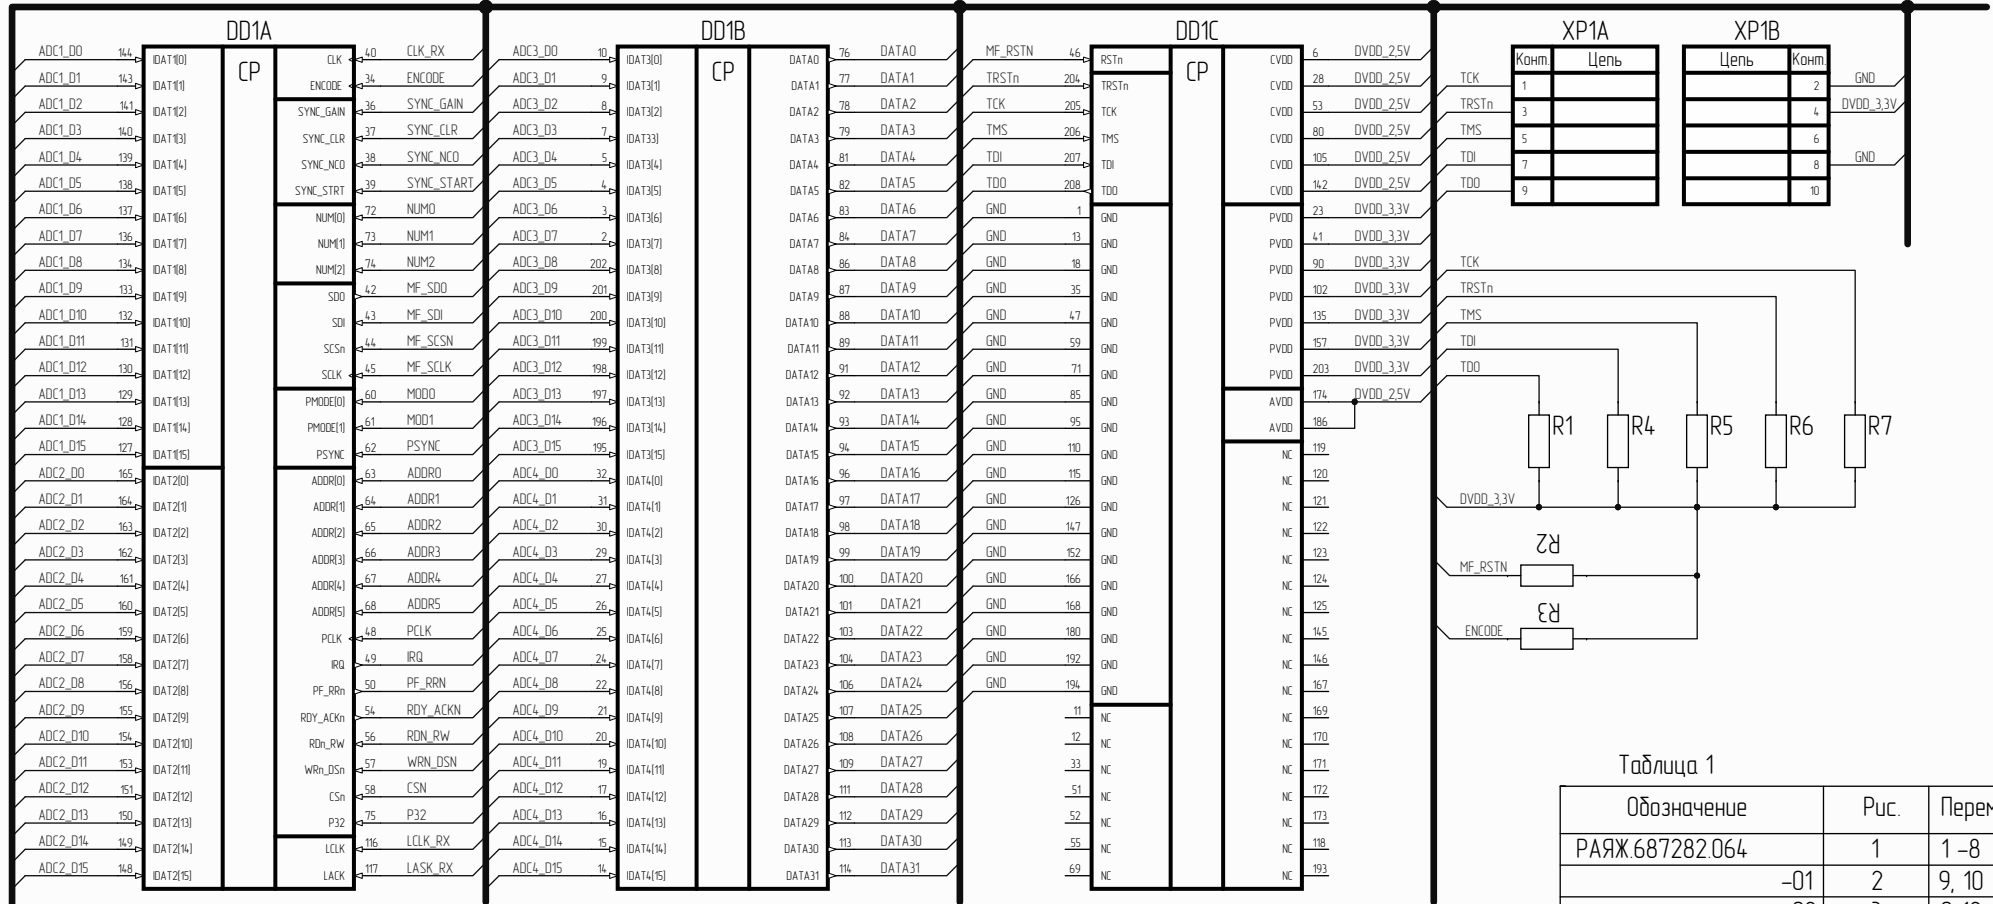 DD1A DD1B DD1C XP1A XP1B
ADC1_D0 144 IDAT1[0] CP CLK 40 CLK_RX
ADC1_D1 143 IDAT1[1] ENCODE 34 ENCODE
ADC1_D2 141 IDAT1[2] SYNC_GAIN 36 SYNC_GAIN
ADC1_D3 140 IDAT1[3] SYNC_CLR 37 SYNC_CLR
ADC1_D4 139 IDAT1[4] SYNC_NCO 38 SYNC_NCO
ADC1_D5 138 IDAT1[5] SYNC_STRT 39 SYNC_START
ADC1_D6 137 IDAT1[6] NUM[0] 72 NUM0
ADC1_D7 136 IDAT1[7] NUM[1] 73 NUM1
ADC1_D8 134 IDAT1[8] NUM[2] 74 NUM2
ADC1_D9 133 IDAT1[9] SDO 42 MF_SDO
ADC1_D10 132 IDAT1[10] SDI 43 MF_SDI
ADC1_D11 131 IDAT1[11] SCSn 44 MF_SCSN
ADC1_D12 130 IDAT1[12] SCLK 45 MF_SCLK
ADC1_D13 129 IDAT1[13] PMODE[0] 60 MOD0
ADC1_D14 128 IDAT1[14] PMODE[1] 61 MOD1
ADC1_D15 127 IDAT1[15] PSYNC 62 PSYNC
ADC2_D0 165 IDAT2[0] ADDR[0] 63 ADDR0
ADC2_D1 164 IDAT2[1] ADDR[1] 64 ADDR1
ADC2_D2 163 IDAT2[2] ADDR[2] 65 ADDR2
ADC2_D3 162 IDAT2[3] ADDR[3] 66 ADDR3
ADC2_D4 161 IDAT2[4] ADDR[4] 67 ADDR4
ADC2_D5 160 IDAT2[5] ADDR[5] 68 ADDR5
ADC2_D6 159 IDAT2[6] PCLK 48 PCLK
ADC2_D7 158 IDAT2[7] IRQ 49 IRQ
ADC2_D8 156 IDAT2[8] PF_RRn 50 PF_RRN
ADC2_D9 155 IDAT2[9] RDY_ACKn 54 RDY_ACKN
ADC2_D10 154 IDAT2[10] RDn_RW 56 RDN_RW
ADC2_D11 153 IDAT2[11] WRn_DSn 57 WRN_DSN
ADC2_D12 151 IDAT2[12] CSn 58 CSN
ADC2_D13 150 IDAT2[13] P32 75 P32
ADC2_D14 149 IDAT2[14] LCLK 116 LCLK_RX
ADC2_D15 148 IDAT2[15] LACK 117 LASK_RX
ADC3_D0 10 IDAT3[0] CP DATA0 76 DATA0
ADC3_D1 9 IDAT3[1] DATA1 77 DATA1
ADC3_D2 8 IDAT3[2] DATA2 78 DATA2
ADC3_D3 7 IDAT33] DATA3 79 DATA3
ADC3_D4 5 IDAT3[4] DATA4 81 DATA4
ADC3_D5 4 IDAT3[5] DATA5 82 DATA5
ADC3_D6 3 IDAT3[6] DATA6 83 DATA6
ADC3_D7 2 IDAT3[7] DATA7 84 DATA7
ADC3_D8 202 IDAT3[8] DATA8 86 DATA8
ADC3_D9 201 IDAT3[9] DATA9 87 DATA9
ADC3_D10 200 IDAT3[10] DATA10 88 DATA10
ADC3_D11 199 IDAT3[11] DATA11 89 DATA11
ADC3_D12 198 IDAT3[12] DATA12 91 DATA12
ADC3_D13 197 IDAT3[13] DATA13 92 DATA13
ADC3_D14 196 IDAT3[14] DATA14 93 DATA14
ADC3_D15 195 IDAT3[15] DATA15 94 DATA15
ADC4_D0 32 IDAT4[0] DATA16 96 DATA16
ADC4_D1 31 IDAT4[1] DATA17 97 DATA17
ADC4_D2 30 IDAT4[2] DATA18 98 DATA18
ADC4_D3 29 IDAT4[3] DATA19 99 DATA19
ADC4_D4 27 IDAT4[4] DATA20 100 DATA20
ADC4_D5 26 IDAT4[5] DATA21 101 DATA21
ADC4_D6 25 IDAT4[6] DATA22 103 DATA22
ADC4_D7 24 IDAT4[7] DATA23 104 DATA23
ADC4_D8 22 IDAT4[8] DATA24 106 DATA24
ADC4_D9 21 IDAT4[9] DATA25 107 DATA25
ADC4_D10 20 IDAT4[10] DATA26 108 DATA26
ADC4_D11 19 IDAT4[11] DATA27 109 DATA27
ADC4_D12 17 IDAT4[12] DATA28 111 DATA28
ADC4_D13 16 IDAT4[13] DATA29 112 DATA29
ADC4_D14 15 IDAT4[14] DATA30 113 DATA30
ADC4_D15 14 IDAT4[15] DATA31 114 DATA31
MF_RSTN 46 RSTn CP CVDD 6 DVDD_2,5V
TRSTn 204 TRSTn CVDD 28 DVDD_2,5V
TCK 205 TCK CVDD 53 DVDD_2,5V
TMS 206 TMS CVDD 80 DVDD_2,5V
TDI 207 TDI CVDD 105 DVDD_2,5V
TDO 208 TDO CVDD 142 DVDD_2,5V
GND 1 GND PVDD 23 DVDD_3,3V
GND 13 GND PVDD 41 DVDD_3,3V
GND 18 GND PVDD 90 DVDD_3,3V
GND 35 GND PVDD 102 DVDD_3,3V
GND 47 GND PVDD 135 DVDD_3,3V
GND 59 GND PVDD 157 DVDD_3,3V
GND 71 GND PVDD 203 DVDD_3,3V
GND 85 GND AVDD 174 DVDD_2,5V
GND 95 GND AVDD 186
GND 110 GND NC 119
GND 115 GND NC 120
GND 126 GND NC 121
GND 147 GND NC 122
GND 152 GND NC 123
GND 166 GND NC 124
GND 168 GND NC 125
GND 180 GND NC 145
GND 192 GND NC 146
GND 194 GND NC 167
11 NC NC 169
12 NC NC 170
33 NC NC 171
51 NC NC 172
52 NC NC 173
55 NC NC 118
69 NC NC 193
Конт. Цепь Цепь Конт.
TCK 1 2 GND
TRSTn 3 4 DVDD_3,3V
TMS 5 6
TDI 7 8 GND
TDO 9 10
TCK
TRSTn
TMS
TDI
TDO
R1 R4 R5 R6 R7
DVDD_3,3V
R2
MF_RSTN
R3
ENCODE
Таблица 1
Обозначение Рис.
РАЯЖ.687282.064 1 1-8
-01 2 9, 10